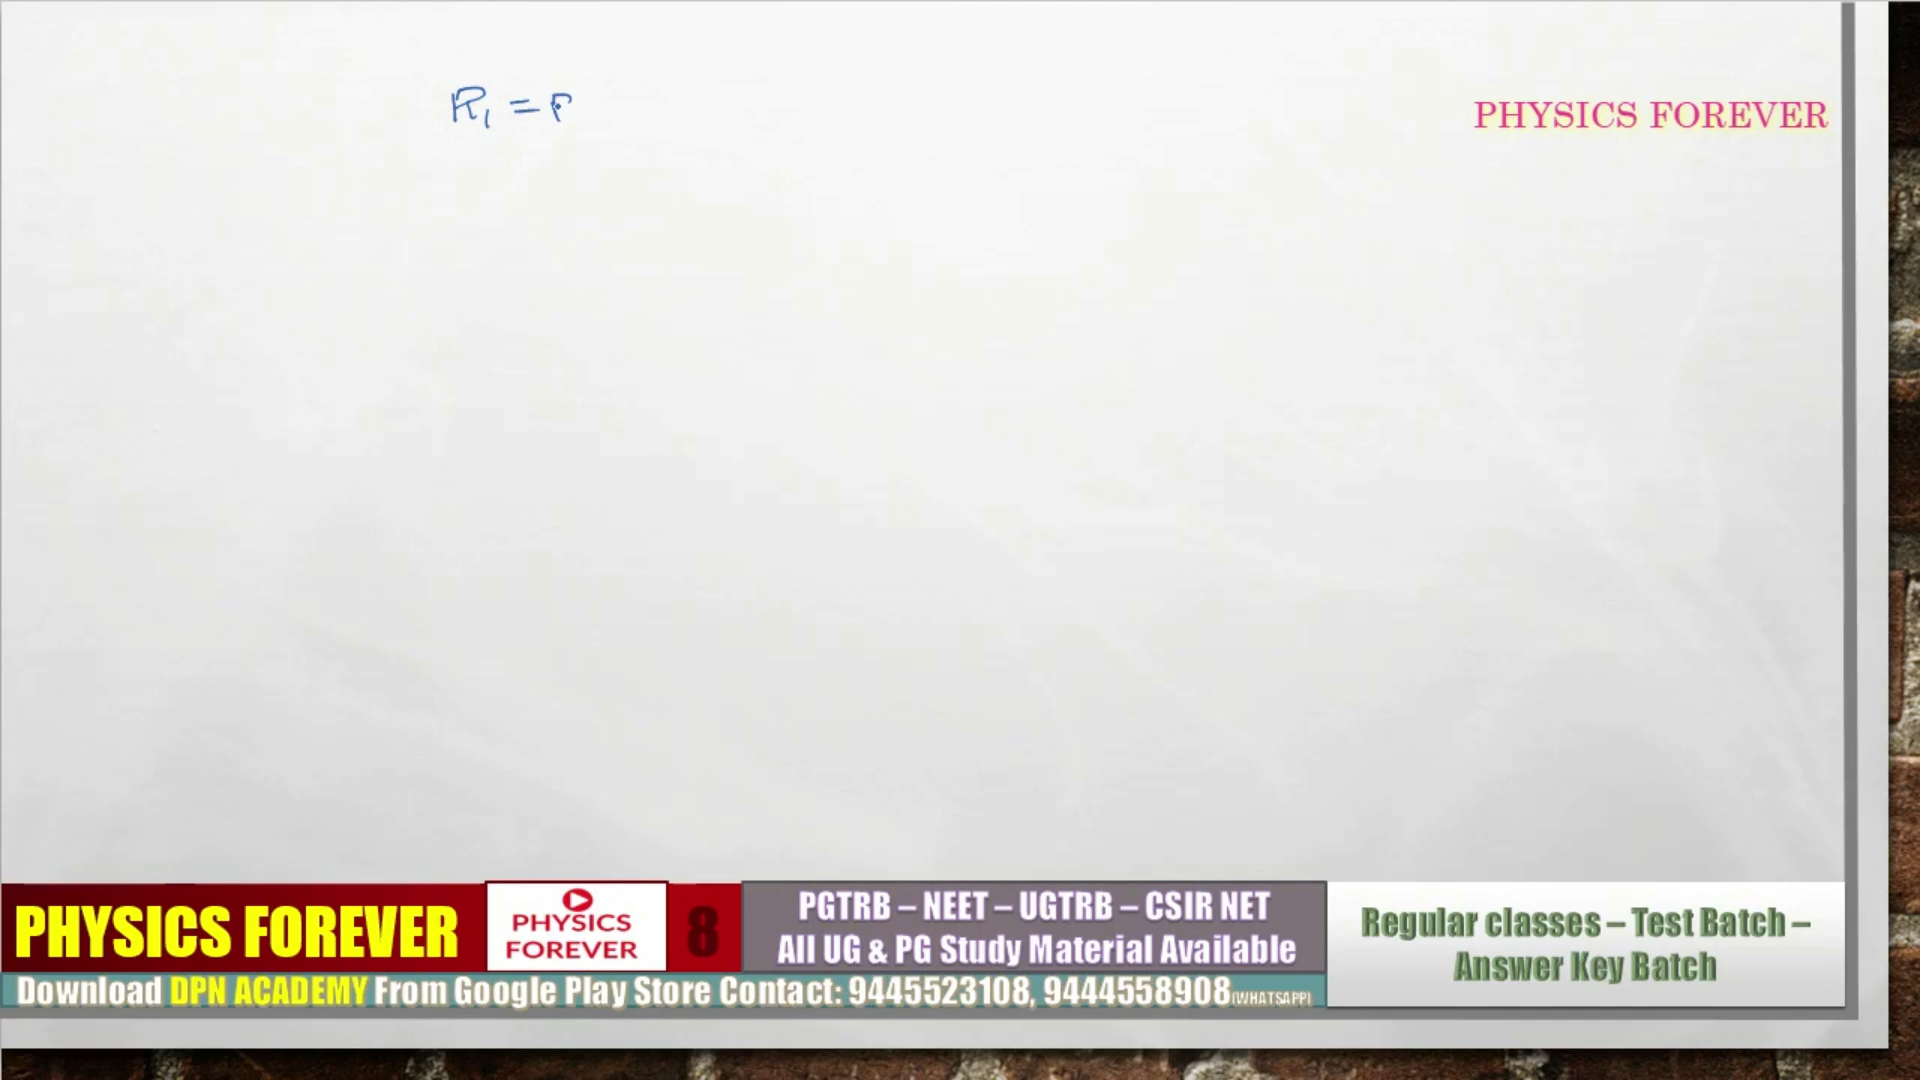 R₁ = P
PHYSICS FOREVER
PHYSICS FOREVER
PHYSICS
FOREVER
8
PGTRB – NEET – UGTRB – CSIR NET
All UG & PG Study Material Available
Regular classes – Test Batch –
Answer Key Batch
Download DPN ACADEMY From Google Play Store Contact: 9445523108, 9444558908(WHATSAPP)